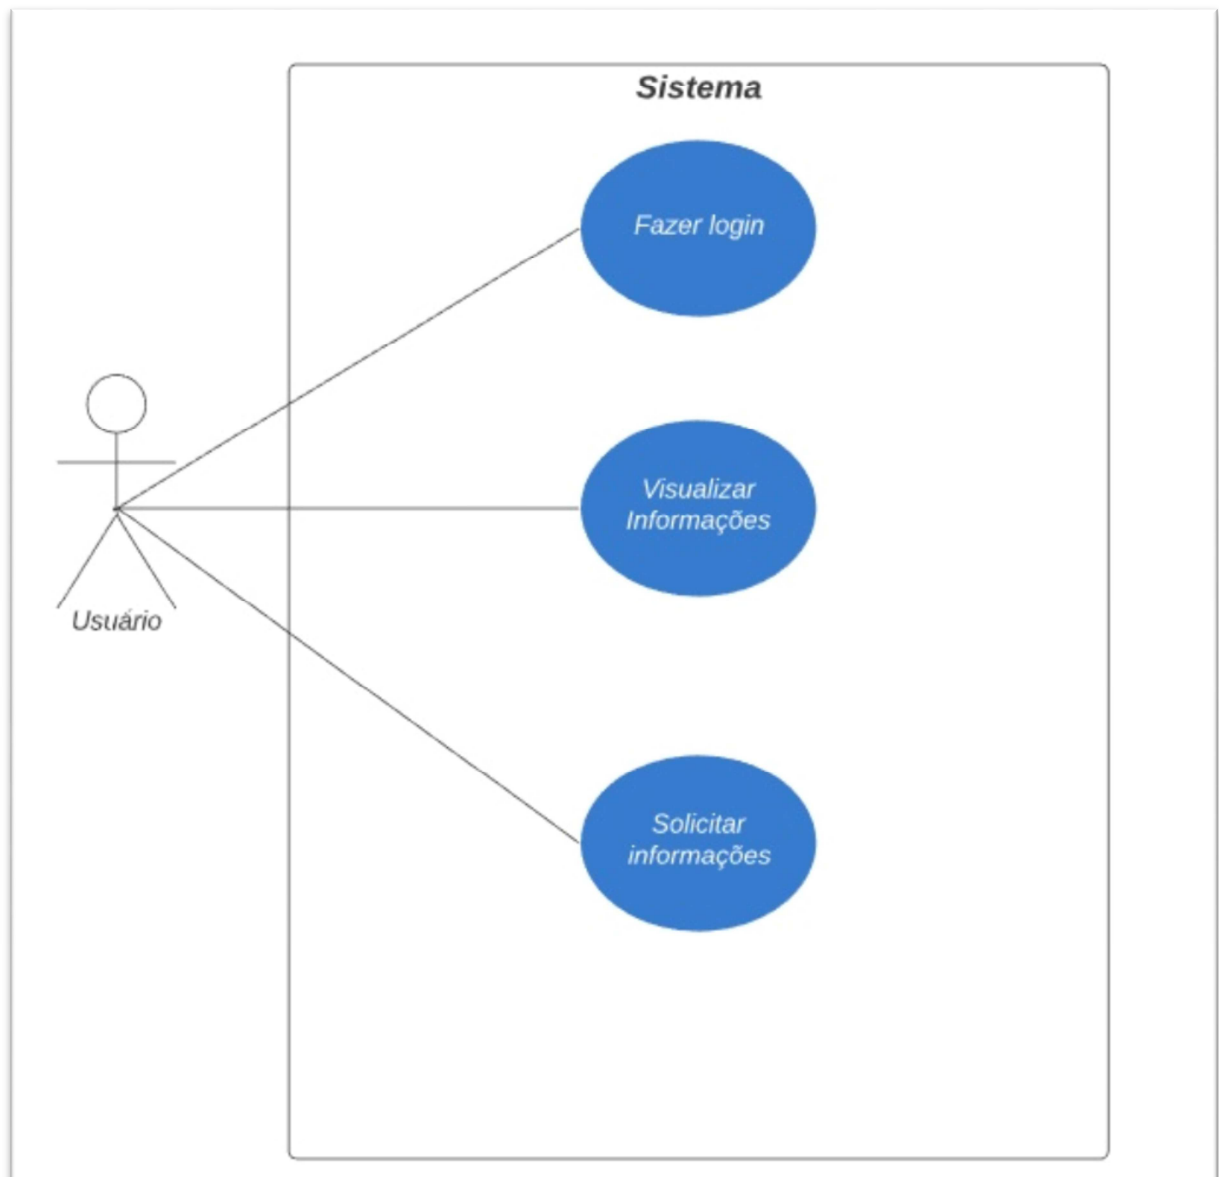 Sistema
Fazer login
Visualizar
Informações
Usuário
Solicitar
informações